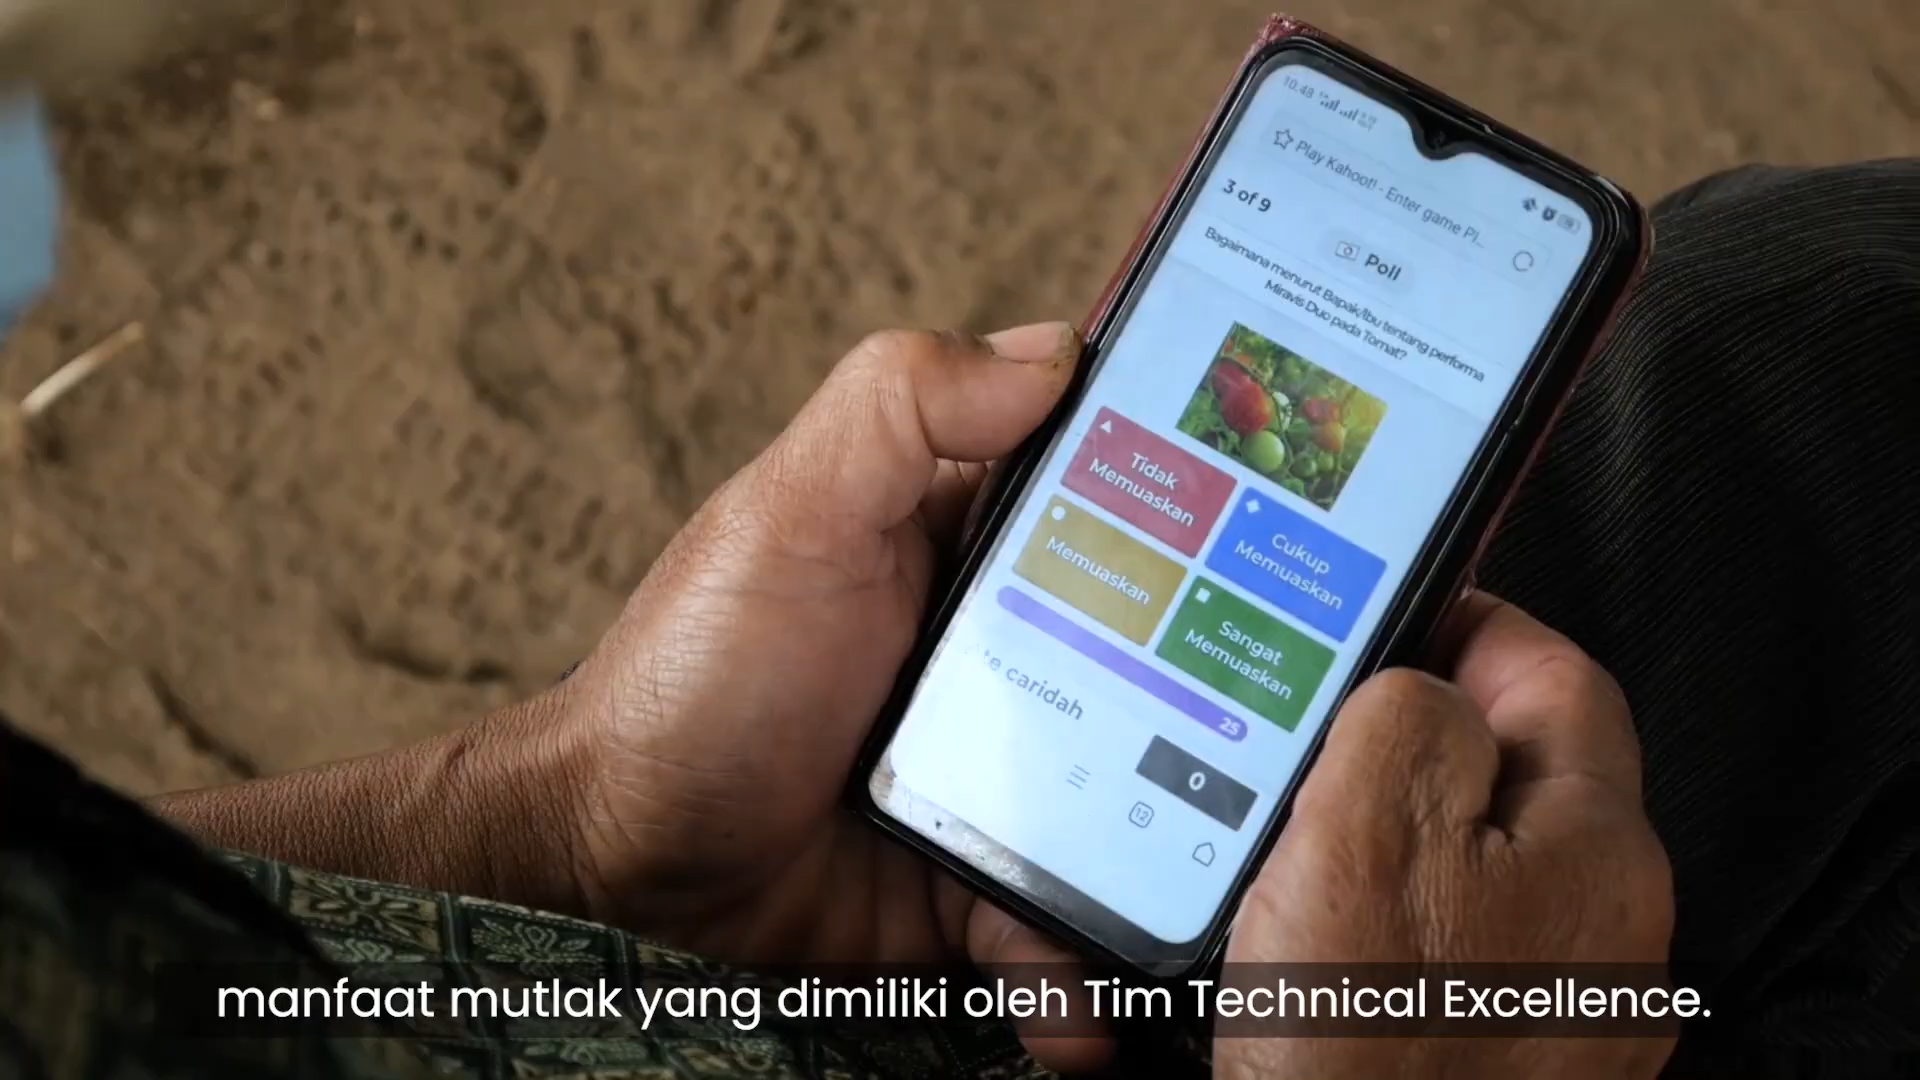 10.48
Play Kahoot! - Enter game Pi...
3 of 9
Poll
Bagaimana menurut Bapak/Ibu tentang performa
Miravis Duo pada Tomat?
Tidak
Memuaskan
Cukup
Memuaskan
Memuaskan
Sangat
Memuaskan
25
caridah
0
12
manfaat mutlak yang dimiliki oleh Tim Technical Excellence.